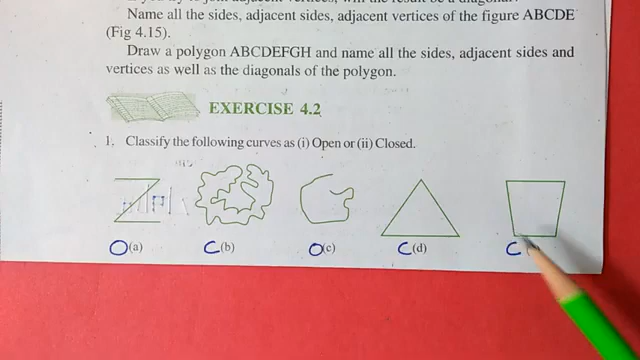 Name all the sides, adjacent sides, adjacent vertices of the figure ABCDE
(Fig 4.15).
Draw a polygon ABCDEFGH and name all the sides, adjacent sides and
vertices as well as the diagonals of the polygon.
EXERCISE 4.2
1. Classify the following curves as (i) Open or (ii) Closed.
O (a) C (b) O (c) C (d) C